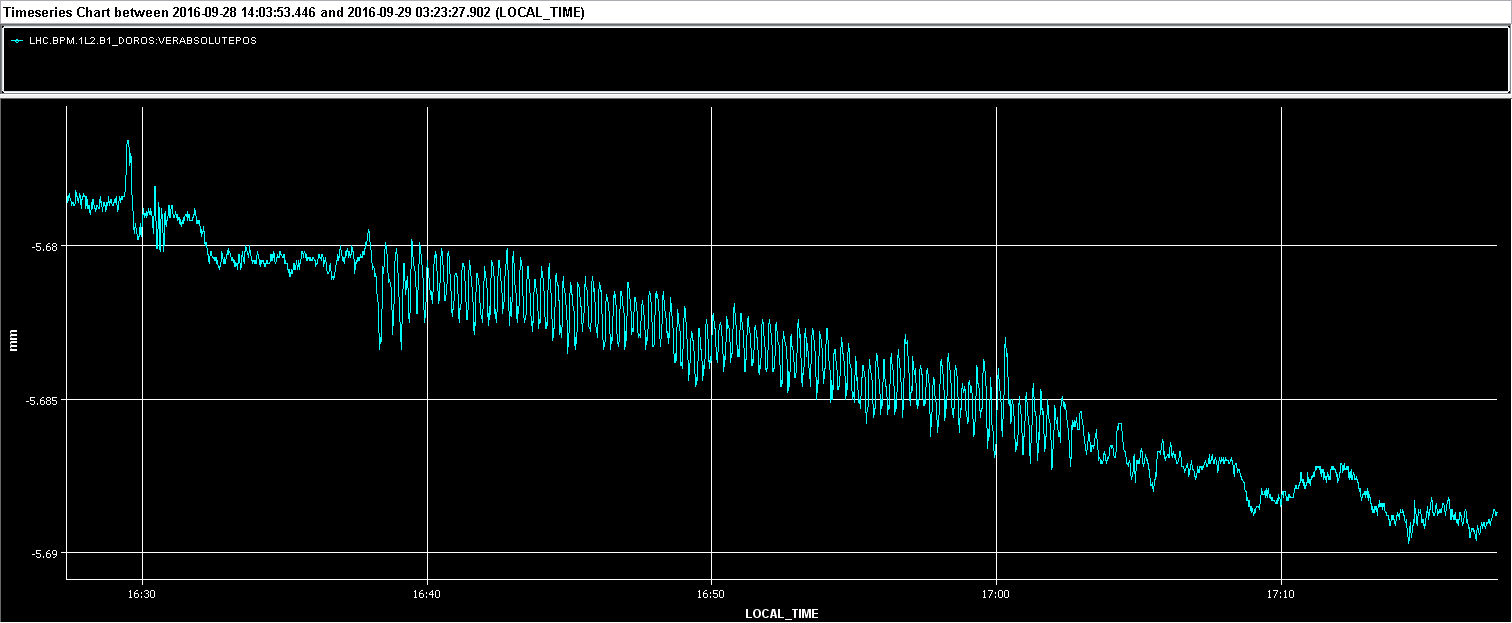 Timeseries Chart between 2016-09-28 14:03:53.446 and 2016-09-29 03:23:27.902 (LOCAL_TIME)
LHC.BPM.1L2.B1_DOROS:VERABSOLUTEPOS
-5.68
-5.685
-5.69
mm
16:30
16:40
16:50
17:00
17:10
LOCAL_TIME